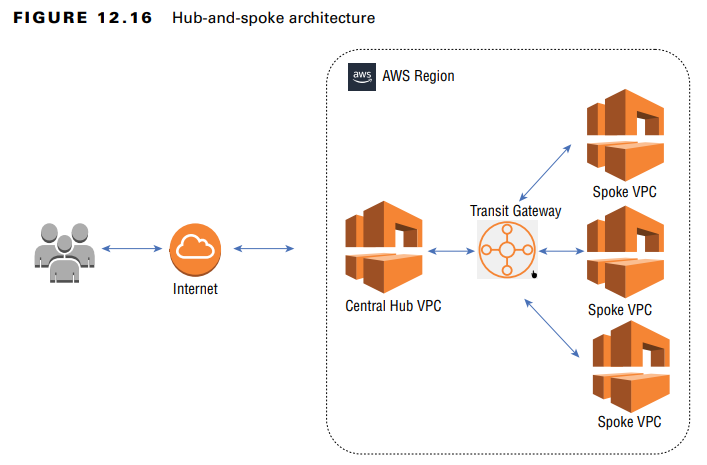 FIGURE 12.16 Hub-and-spoke architecture
aws
AWS Region
Spoke VPC
Transit Gateway
Internet
Central Hub VPC
Spoke VPC
Spoke VPC